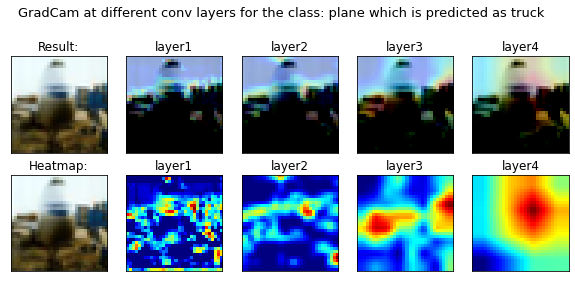 GradCam at different conv layers for the class: plane which is predicted as truck
Result: layer1 layer2 layer3 layer4
Heatmap: layer1 layer2 layer3 layer4